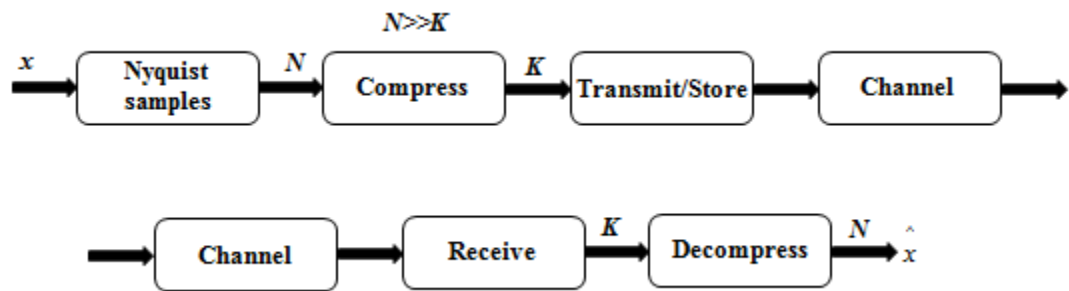 N>>K
x
Nyquist
samples
N
Compress
K
Transmit/Store
Channel
Channel
Receive
K
Decompress
N
x̂